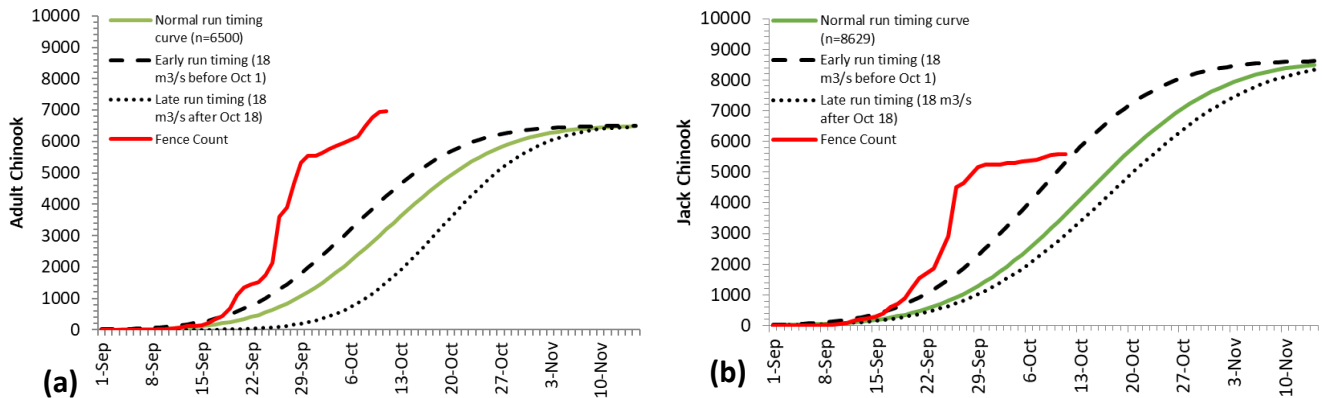 10000
9000
8000
7000
6000
5000
4000
3000
2000
1000
0
Adult Chinook
Normal run timing
curve (n=6500)
Early run timing (18
m3/s before Oct 1)
Late run timing (18
m3/s after Oct 18)
Fence Count
1-Sep
8-Sep
15-Sep
22-Sep
29-Sep
6-Oct
13-Oct
20-Oct
27-Oct
3-Nov
10-Nov
(a)
10000
9000
8000
7000
6000
5000
4000
3000
2000
1000
0
Jack Chinook
Normal run timing curve
(n=8629)
Early run timing (18
m3/s before Oct 1)
Late run timing (18 m3/s
after Oct 18)
Fence Count
1-Sep
8-Sep
15-Sep
22-Sep
29-Sep
6-Oct
13-Oct
20-Oct
27-Oct
3-Nov
10-Nov
(b)